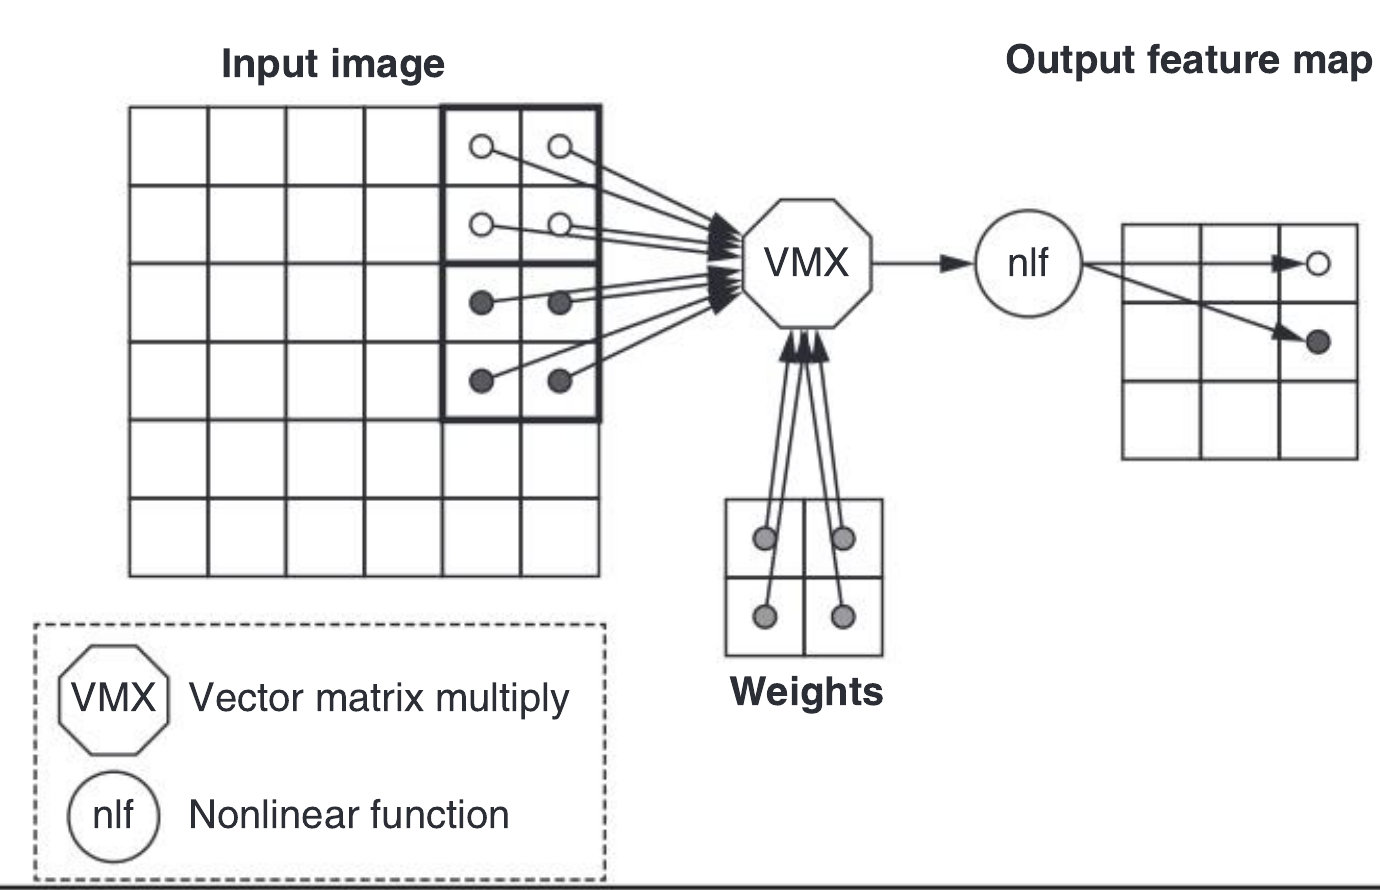 Input image
Output feature map
VMX
nlf
Weights
VMX Vector matrix multiply
nlf Nonlinear function